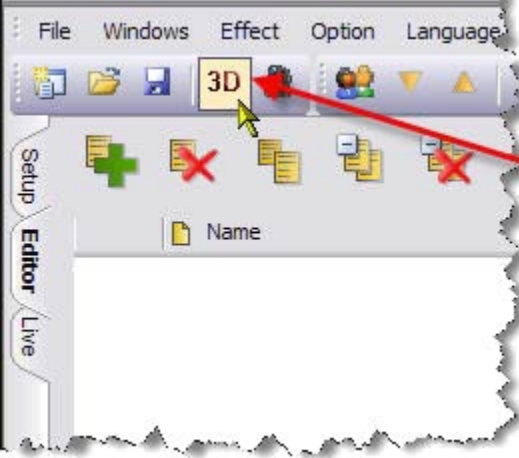 File Windows Effect Option Language
3D
Setup
Name
Editor
Live